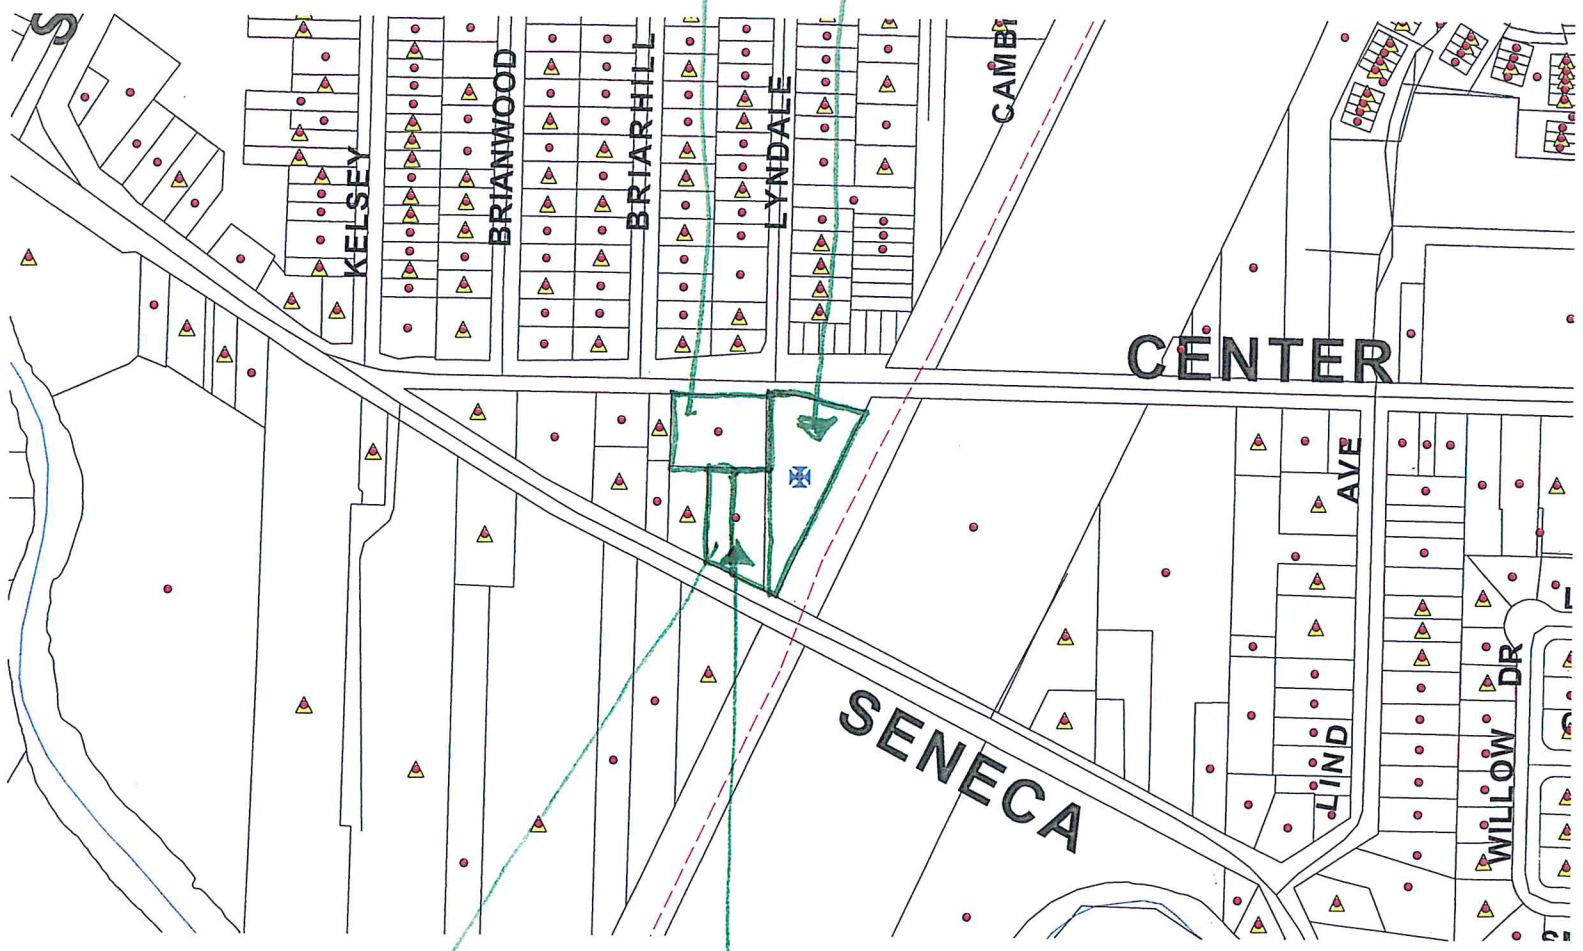 S
CAMB
KELSEY
BRIANWOOD
BRIARHILL
LYNDALE
CENTER
AVE
LIND
SENECA
WILLOW DR